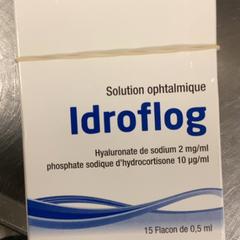 Solution ophtalmique
Idroflog
Hyaluronate de sodium 2 mg/ml
phosphate sodique d'hydrocortisone 10 µg/ml
15 Flacon de 0,5 ml